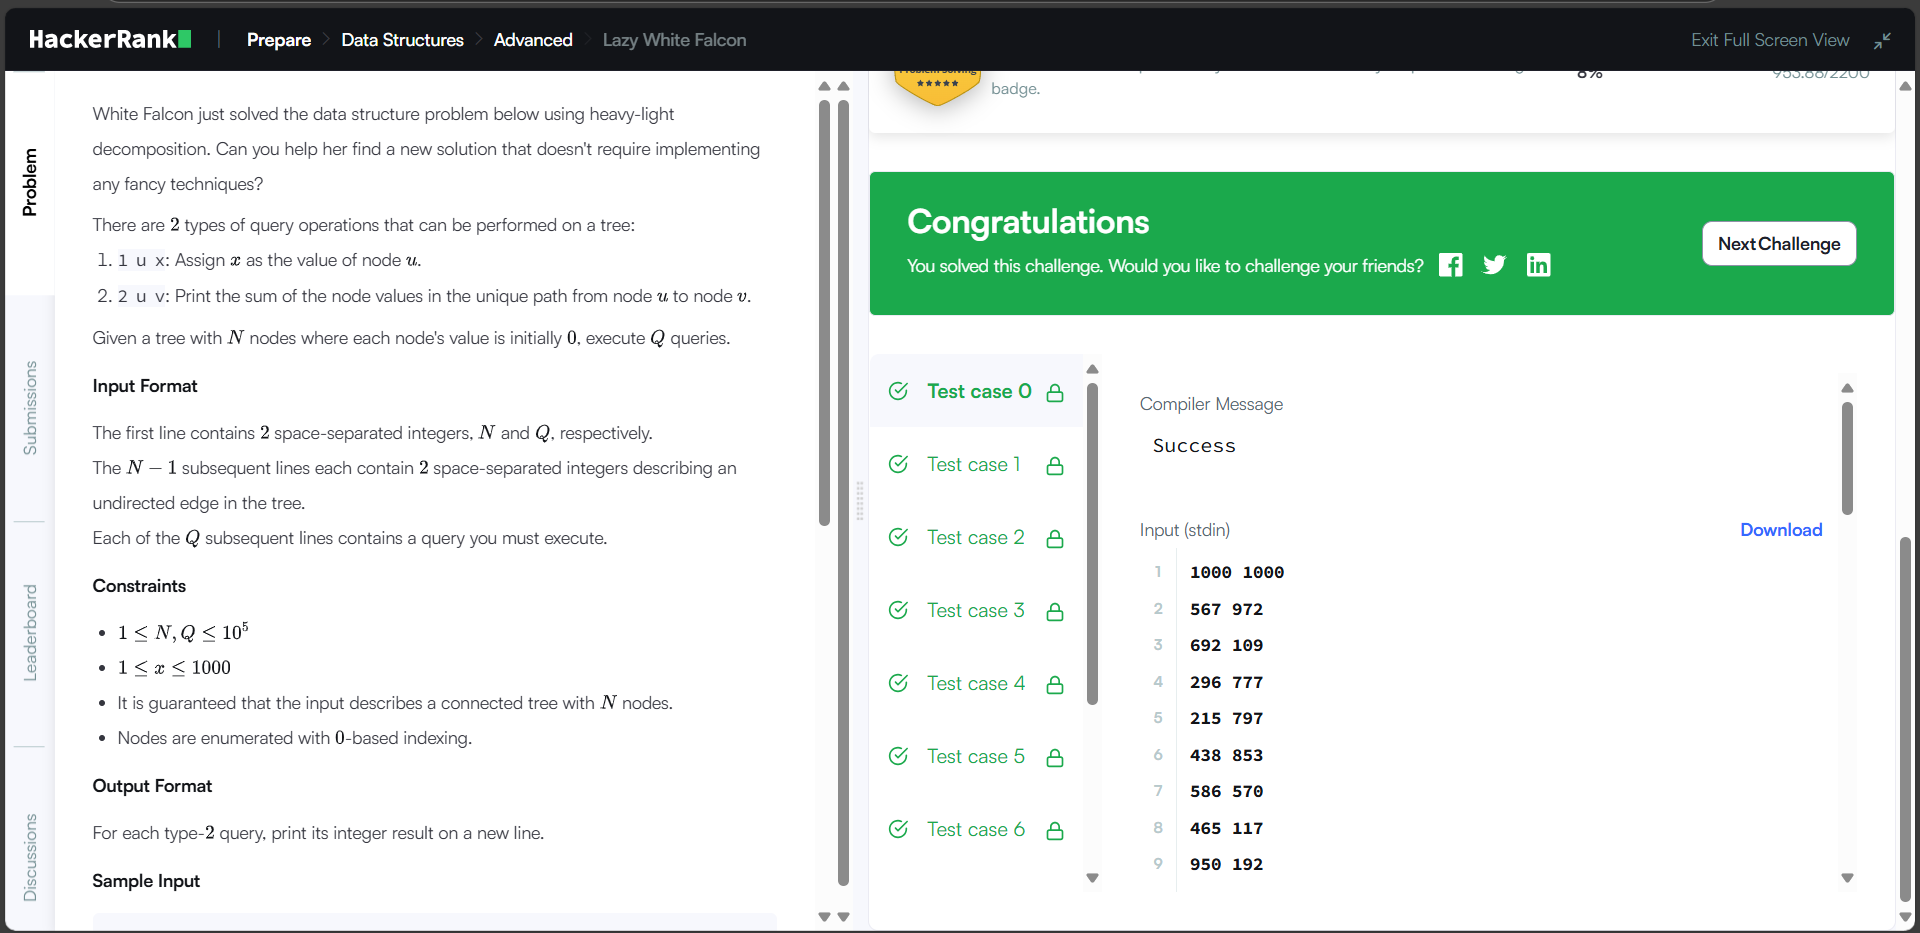 HackerRank
Prepare
Data Structures
Advanced
Lazy White Falcon
Exit Full Screen View
Problem
Submissions
Leaderboard
Discussions
White Falcon just solved the data structure problem below using heavy-light
decomposition. Can you help her find a new solution that doesn't require implementing
any fancy techniques?
There are 2 types of query operations that can be performed on a tree:
1. 1 u x: Assign x as the value of node u.
2. 2 u v: Print the sum of the node values in the unique path from node u to node v.
Given a tree with N nodes where each node's value is initially 0, execute Q queries.
Input Format
The first line contains 2 space-separated integers, N and Q, respectively.
The N − 1 subsequent lines each contain 2 space-separated integers describing an
undirected edge in the tree.
Each of the Q subsequent lines contains a query you must execute.
Constraints
• 1 ≤ N, Q ≤ 10⁵
• 1 ≤ x ≤ 1000
• It is guaranteed that the input describes a connected tree with N nodes.
• Nodes are enumerated with 0-based indexing.
Output Format
For each type-2 query, print its integer result on a new line.
Sample Input
Problem Solving
badge.
8%
953.88/2200
Congratulations
You solved this challenge. Would you like to challenge your friends?
Next Challenge
Test case 0
Test case 1
Test case 2
Test case 3
Test case 4
Test case 5
Test case 6
Compiler Message
Success
Input (stdin)
Download
1 1000 1000
2 567 972
3 692 109
4 296 777
5 215 797
6 438 853
7 586 570
8 465 117
9 950 192